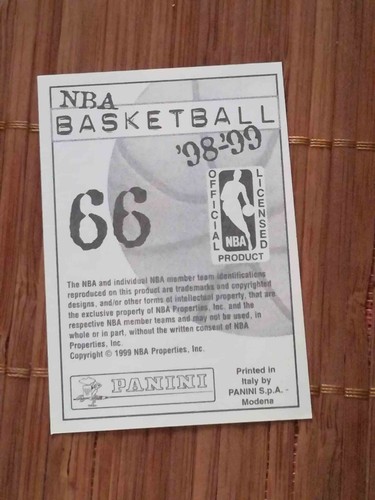 NBA
BASKETBALL
'98-'99
66
OFFICIAL LICENSED
NBA
PRODUCT
The NBA and individual NBA member team identifications
reproduced on this product are trademarks and copyrighted
designs, and/or other forms of intellectual property, that are
the exclusive property of NBA Properties, Inc. and the
respective NBA member teams and may not be used, in
whole or in part, without the written consent of NBA
Properties, Inc.
Copyright © 1999 NBA Properties, Inc.
PANINI
Printed in
Italy by
PANINI S.p.A. -
Modena